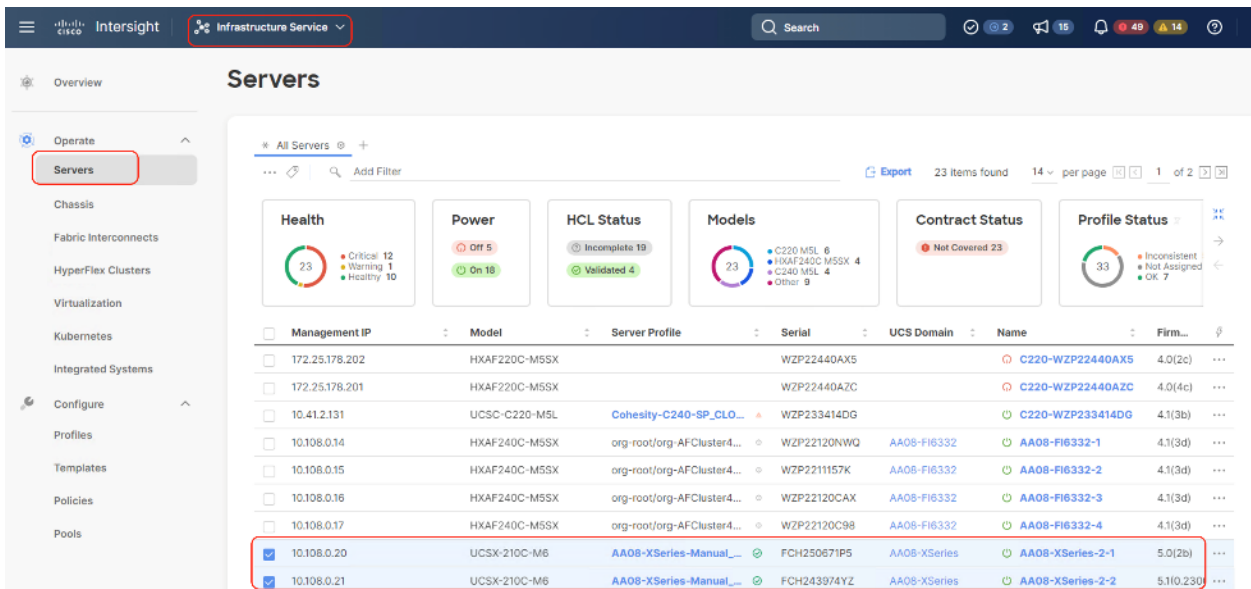 cisco Intersight Infrastructure Service Search 2 15 49 14
Overview
Servers
Operate
All Servers
Servers
Add Filter Export 23 items found 14 per page 1 of 2
Chassis
Fabric Interconnects
HyperFlex Clusters
Virtualization
Kubernetes
Integrated Systems
Configure
Profiles
Templates
Policies
Pools
Health
23
Critical 12
Warning 1
Healthy 10
Power
Off 5
On 18
HCL Status
Incomplete 19
Validated 4
Models
23
C220 M5L 6
HXAF240C M5SX 4
C240 M5L 4
Other 9
Contract Status
Not Covered 23
Profile Status
33
Inconsistent
Not Assigned
OK 7
Management IP Model Server Profile Serial UCS Domain Name Firm...
172.25.178.202 HXAF220C-M5SX WZP22440AX5 C220-WZP22440AX5 4.0(2c) ...
172.25.178.201 HXAF220C-M5SX WZP22440AZC C220-WZP22440AZC 4.0(4c) ...
10.41.2.131 UCSC-C220-M5L Cohesity-C240-SP_CLO... WZP233414DG C220-WZP233414DG 4.1(3b) ...
10.108.0.14 HXAF240C-M5SX org-root/org-AFCluster4... WZP22120NWQ AA08-FI6332 AA08-FI6332-1 4.1(3d) ...
10.108.0.15 HXAF240C-M5SX org-root/org-AFCluster4... WZP2211157K AA08-FI6332 AA08-FI6332-2 4.1(3d) ...
10.108.0.16 HXAF240C-M5SX org-root/org-AFCluster4... WZP22120CAX AA08-FI6332 AA08-FI6332-3 4.1(3d) ...
10.108.0.17 HXAF240C-M5SX org-root/org-AFCluster4... WZP22120C98 AA08-FI6332 AA08-FI6332-4 4.1(3d) ...
10.108.0.20 UCSX-210C-M6 AA08-XSeries-Manual_... FCH250671P5 AA08-XSeries AA08-XSeries-2-1 5.0(2b) ...
10.108.0.21 UCSX-210C-M6 AA08-XSeries-Manual_... FCH243974YZ AA08-XSeries AA08-XSeries-2-2 ...